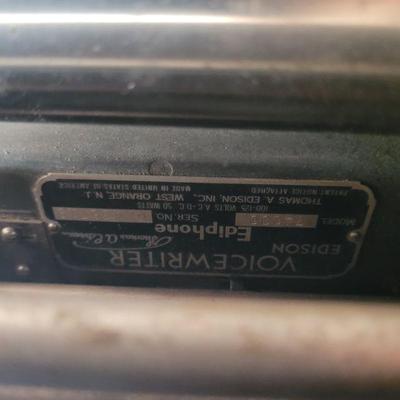 VOICEWRITER
EDISON Thomas A. Edison
Ediphone
MODEL SER. NO.
100-125 VOLTS A.C.-D.C. 50 WATTS
THOMAS A. EDISON, INC., WEST ORANGE, N.J.
PATENT NOTICE ATTACHED MADE IN UNITED STATES OF AMERICA